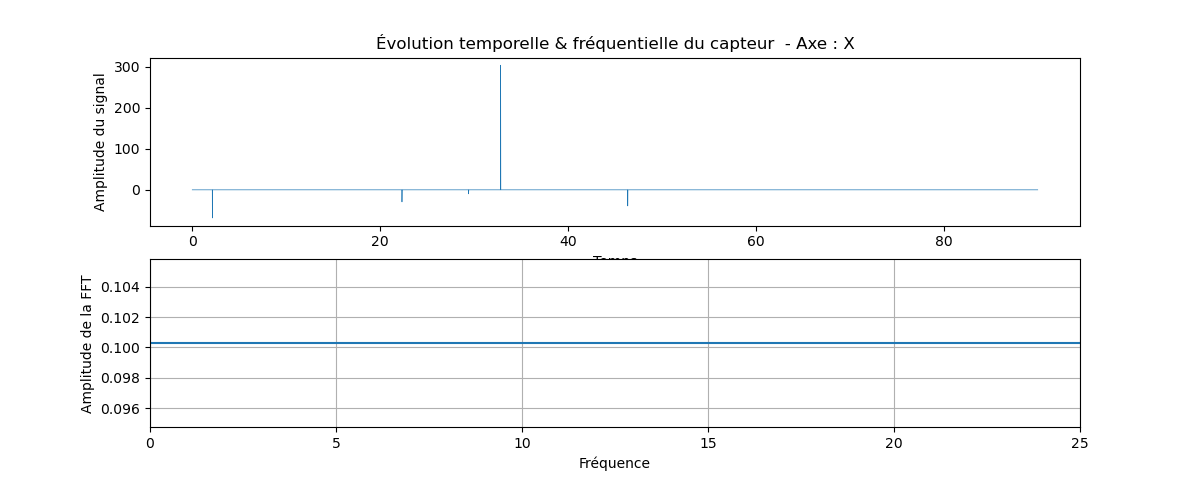 Évolution temporelle & fréquentielle du capteur  - Axe : X
Amplitude du signal
300
200
100
0
0 20 40 60 80
Amplitude de la FFT
0.104
0.102
0.100
0.098
0.096
0 5 10 15 20 25
Fréquence